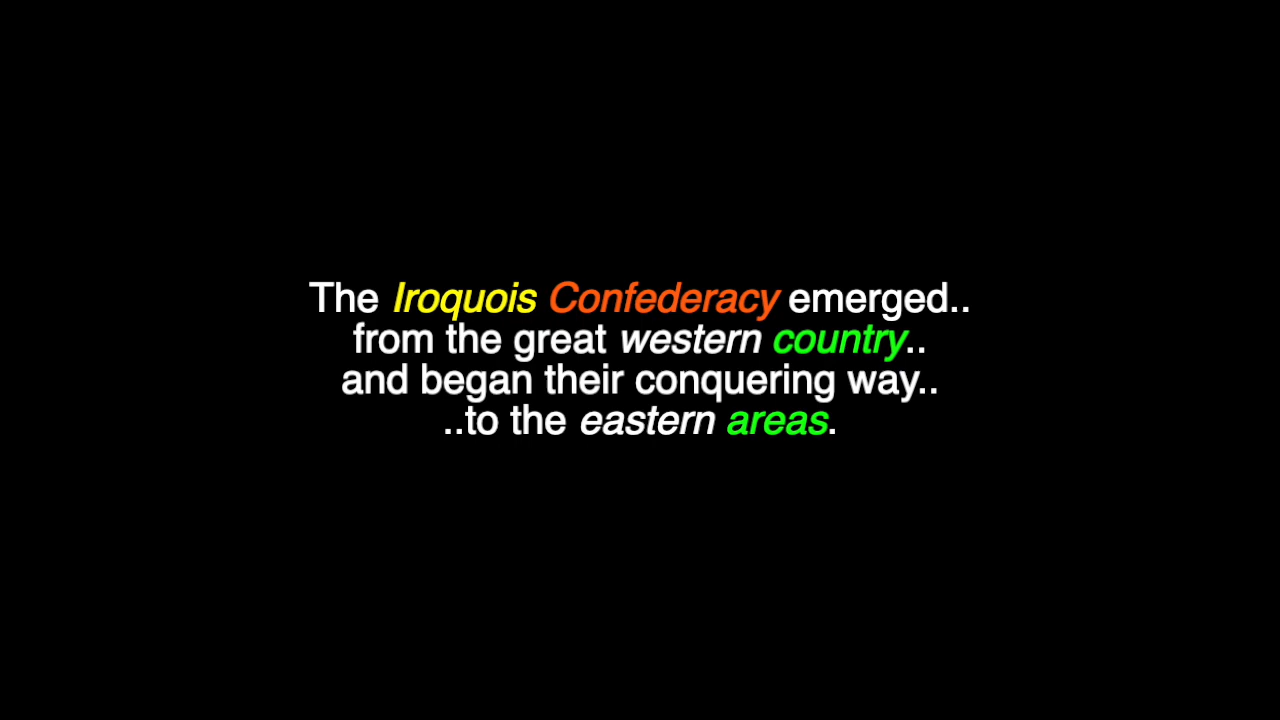 The Iroquois Confederacy emerged..
from the great western country..
and began their conquering way..
..to the eastern areas.